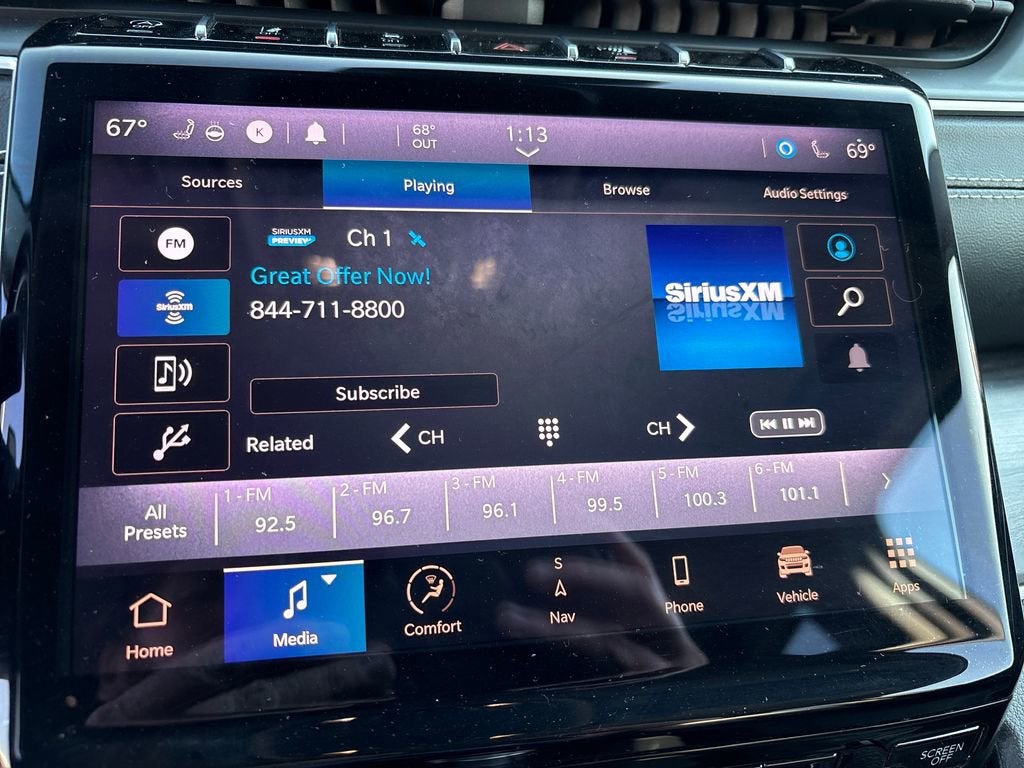 OFF
67°
K
68°
OUT
1:13
69°
Sources
Playing
Browse
Audio Settings
FM
SIRIUSXM
PREVIEW
Ch 1
Great Offer Now!
844-711-8800
SiriusXM
SiriusXM
Subscribe
Related
CH
CH
All
Presets
1 - FM
92.5
2 - FM
96.7
3 - FM
96.1
4 - FM
99.5
5 - FM
100.3
6 - FM
101.1
Home
Media
Comfort
S
Nav
Phone
Vehicle
Apps
SCREEN
OFF